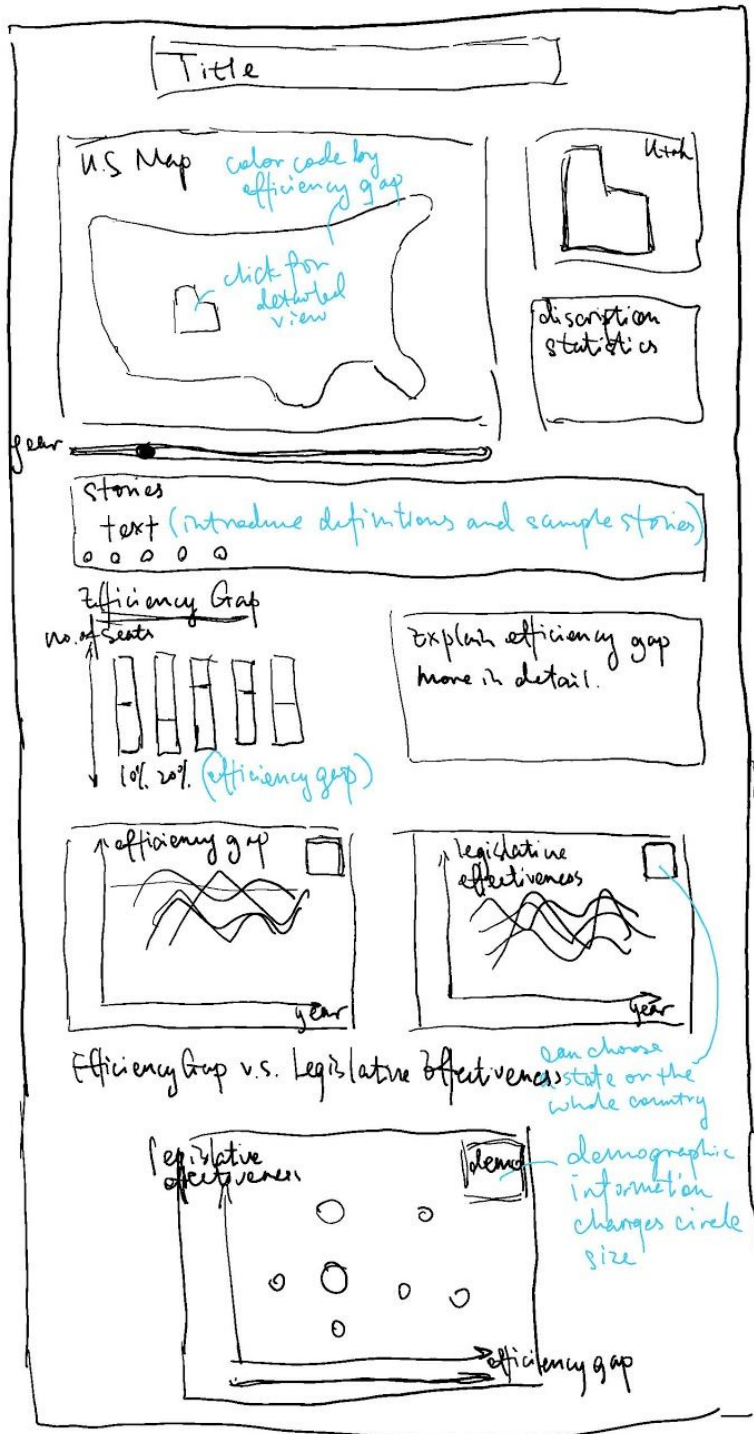 Title
U.S Map
color code by
efficiency gap
click for
detailed
view
Utah
discription
statistics
year
stories
text (introduce definitions and sample stories)
Efficiency Gap
no. of seats
10% 20% (efficiency gap)
Explain efficiency gap
more in detail.
efficiency gap
year
legislative
effectiveness
year
Efficiency Gap v.s. Legislative Effectiveness
can choose
a state or the
whole country
legislative
effectiveness
demo
demographic
information
changes circle
size
efficiency gap